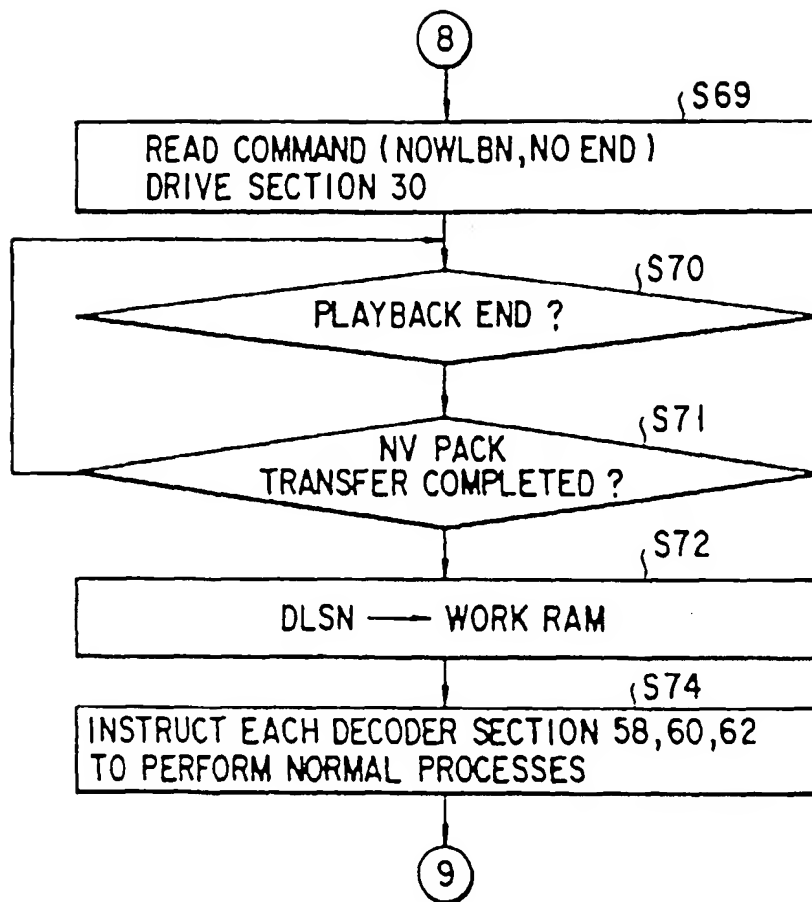 8
S69
READ COMMAND (NOWLBN, NO END)
DRIVE SECTION 30
S70
PLAYBACK END ?
S71
NV PACK
TRANSFER COMPLETED ?
S72
DLSN → WORK RAM
S74
INSTRUCT EACH DECODER SECTION 58,60,62
TO PERFORM NORMAL PROCESSES
9